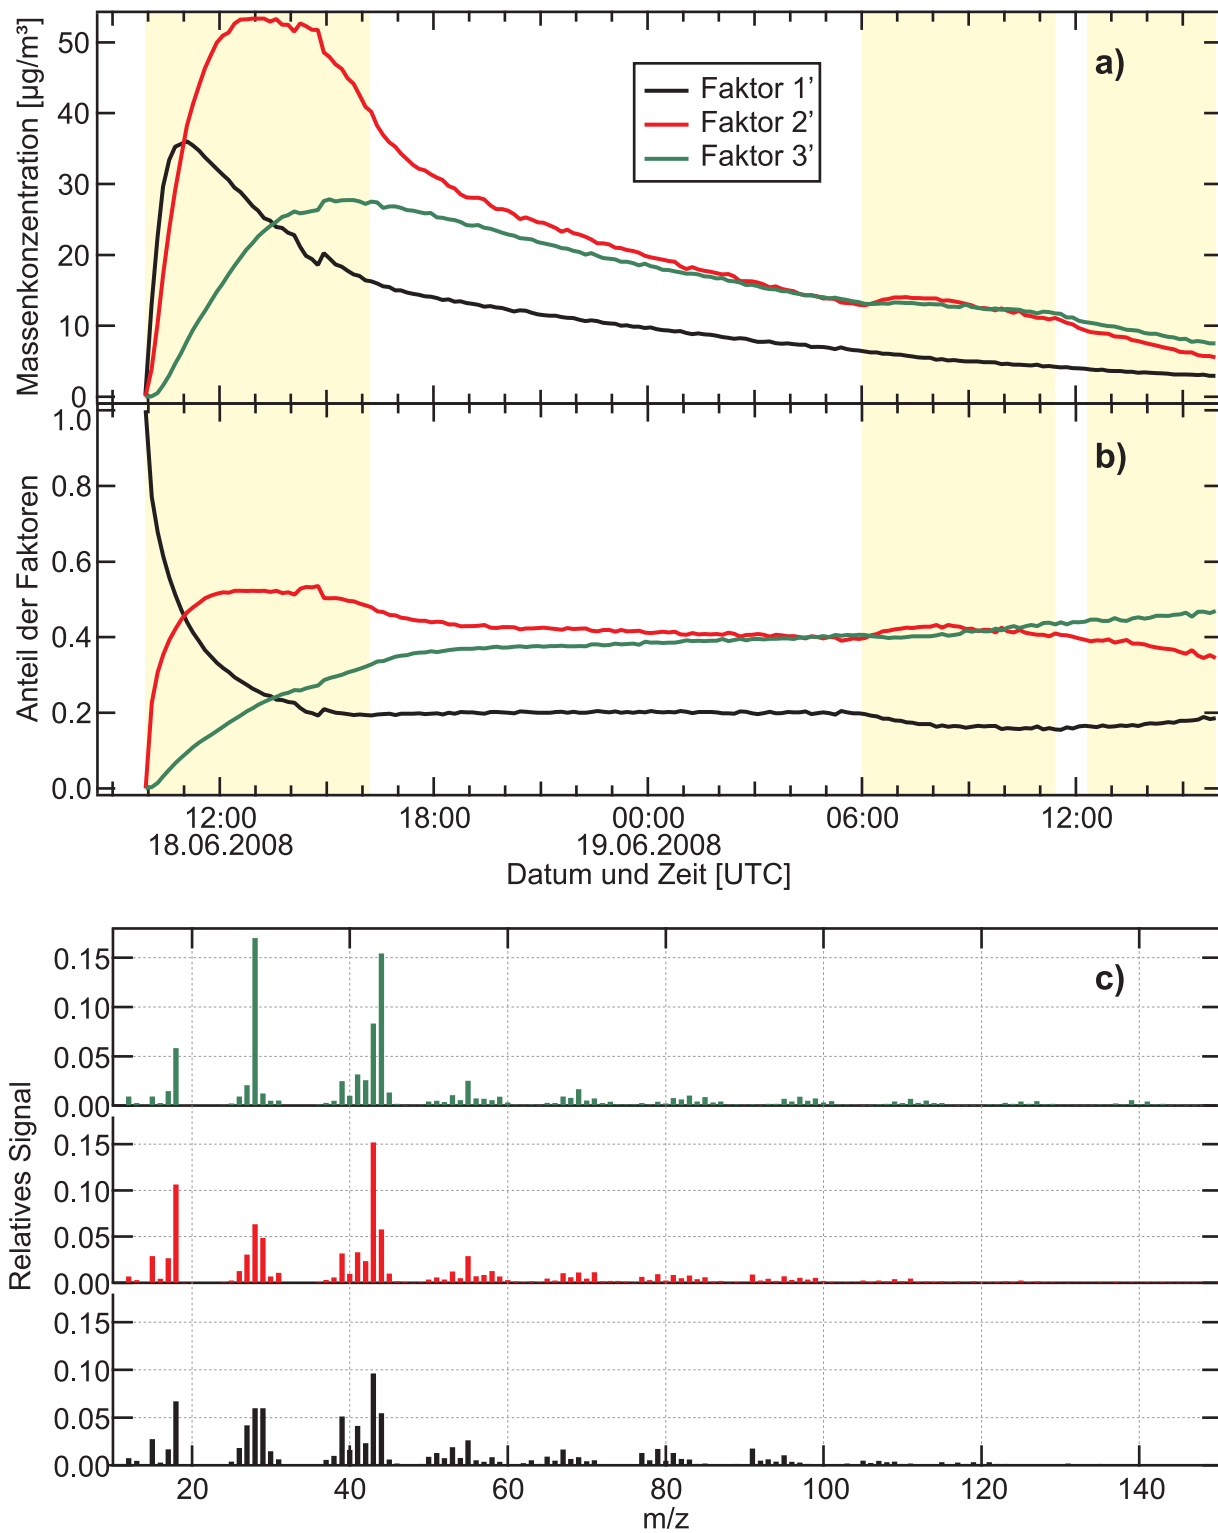 Massenkonzentration [µg/m³]
50
40
30
20
10
0
a)
Faktor 1'
Faktor 2'
Faktor 3'
Anteil der Faktoren
1.0
0.8
0.6
0.4
0.2
0.0
b)
12:00 18:00 00:00 06:00 12:00
18.06.2008 19.06.2008
Datum und Zeit [UTC]
Relatives Signal
c)
0.15
0.10
0.05
0.00
0.15
0.10
0.05
0.00
0.15
0.10
0.05
0.00
20 40 60 80 100 120 140
m/z